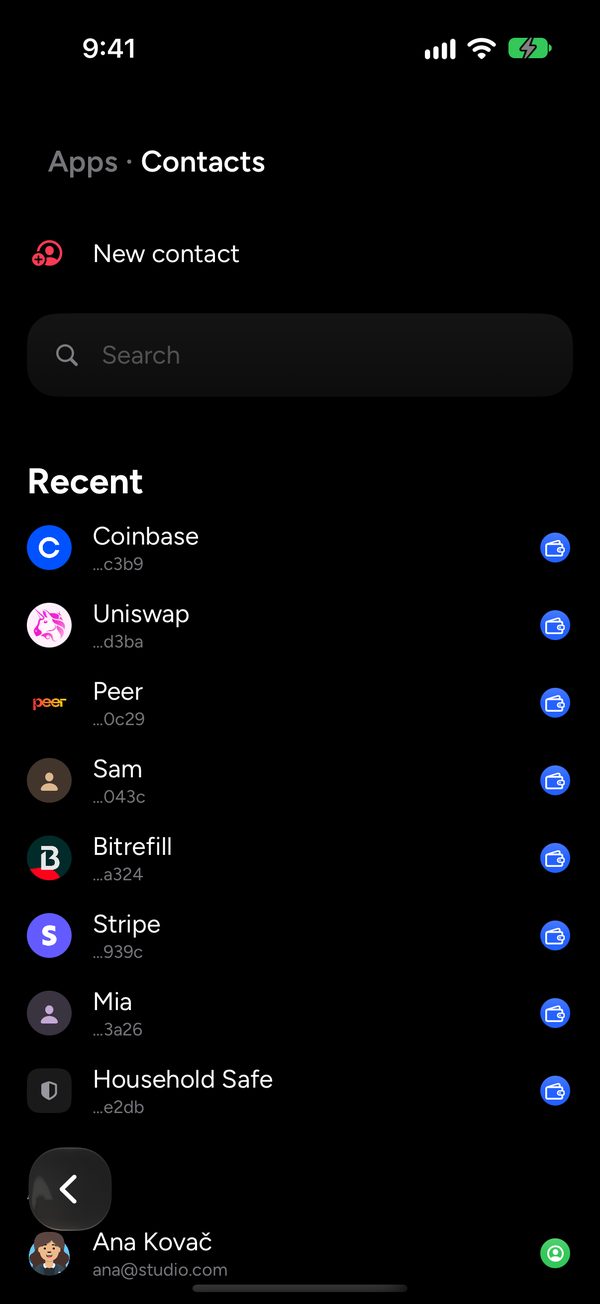 9:41
Apps · Contacts
New contact
Search
Recent
Coinbase
...c3b9
Uniswap
...d3ba
peer
Peer
...0c29
Sam
...043c
Bitrefill
...a324
Stripe
...939c
Mia
...3a26
Household Safe
...e2db
A
Ana Kovač
ana@studio.com